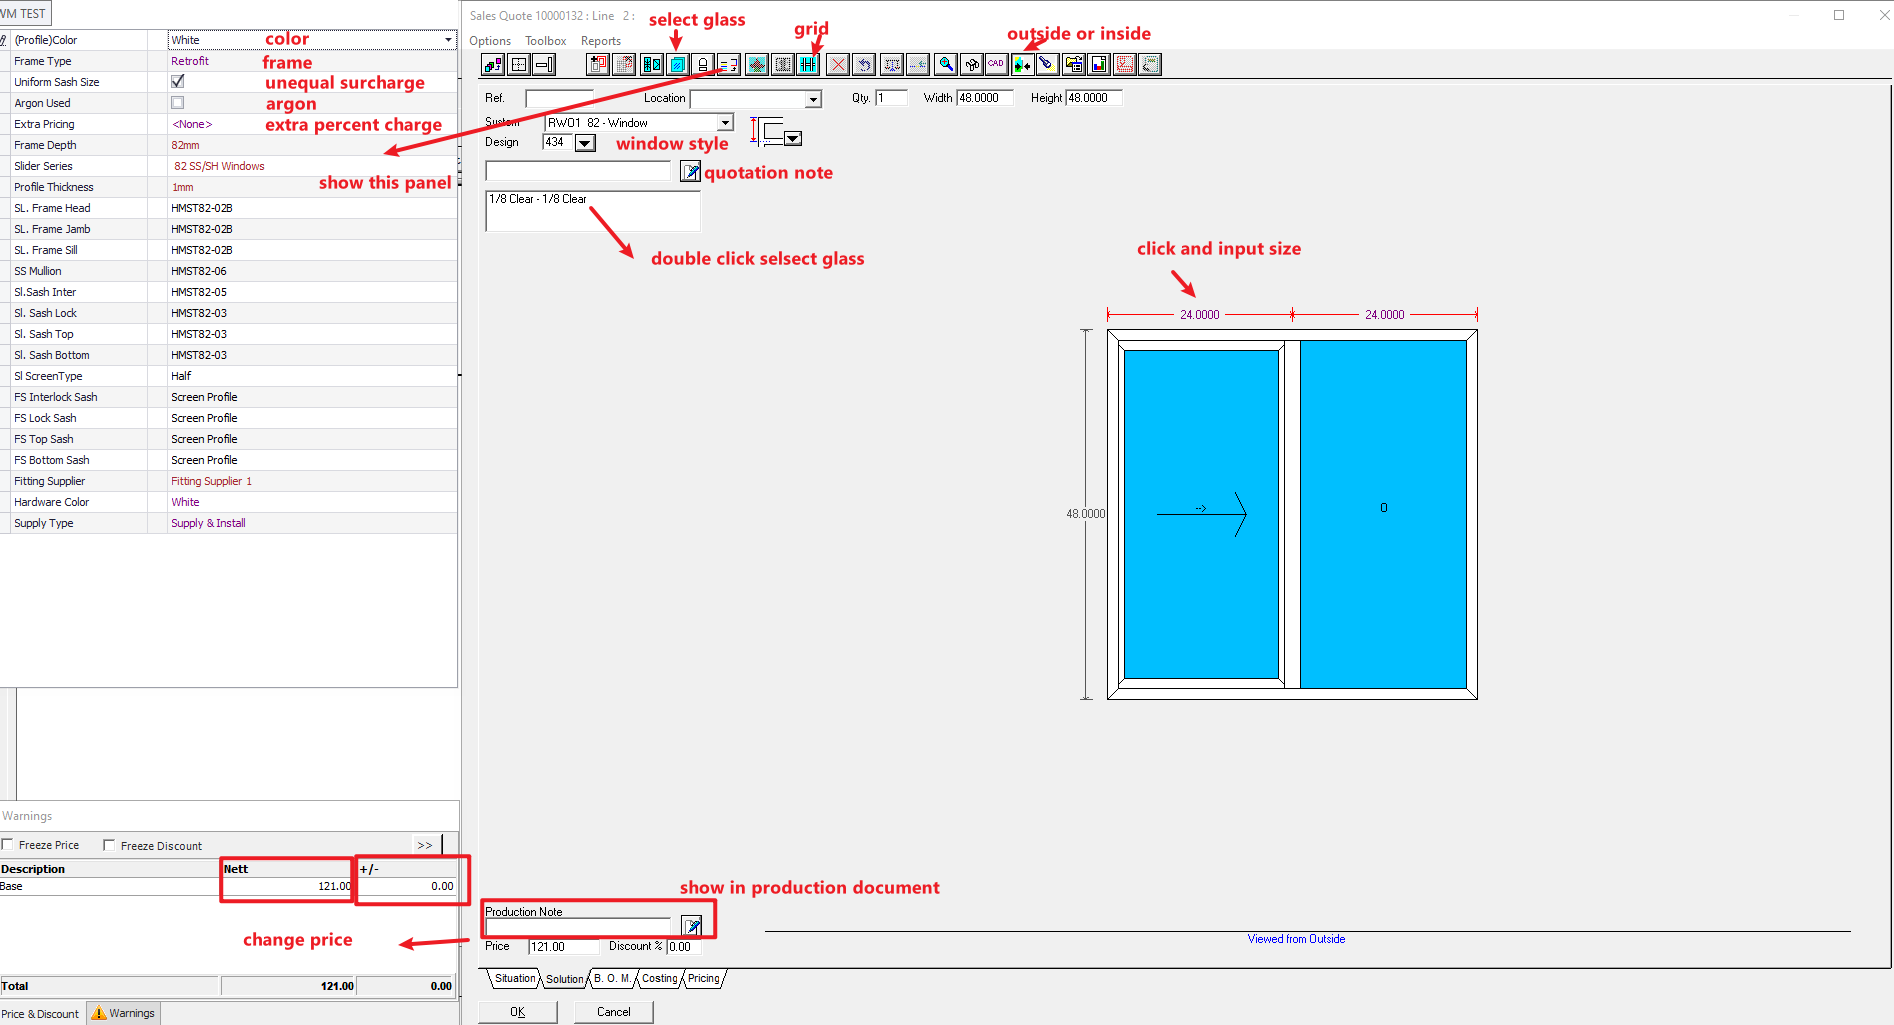 WM TEST
(Profile)Color White color
Frame Type Retrofit frame
Uniform Sash Size unequal surcharge
Argon Used argon
Extra Pricing <None> extra percent charge
Frame Depth 82mm
Slider Series 82 SS/SH Windows
Profile Thickness 1mm show this panel
SL. Frame Head HMST82-02B
SL. Frame Jamb HMST82-02B
SL. Frame Sill HMST82-02B
SS Mullion HMST82-06
Sl.Sash Inter HMST82-05
Sl. Sash Lock HMST82-03
Sl. Sash Top HMST82-03
Sl. Sash Bottom HMST82-03
Sl ScreenType Half
FS Interlock Sash Screen Profile
FS Lock Sash Screen Profile
FS Top Sash Screen Profile
FS Bottom Sash Screen Profile
Fitting Supplier Fitting Supplier 1
Hardware Color White
Supply Type Supply & Install
Warnings
Freeze Price Freeze Discount >>
Description Nett +/-
Base 121.00 0.00
change price
Total 121.00 0.00
Price & Discount Warnings
Sales Quote 10000132 : Line 2 :
select glass
grid
outside or inside
Options Toolbox Reports
CAD
Ref. Location Qty. 1 Width 48.0000 Height 48.0000
System RW01 82 - Window
Design 434 window style
quotation note
1/8 Clear - 1/8 Clear
double click selsect glass
click and input size
24.0000 24.0000
48.0000
-->
0
show in production document
Production Note
Price 121.00 Discount % 0.00
Viewed from Outside
Situation Solution B. O. M. Costing Pricing
OK Cancel